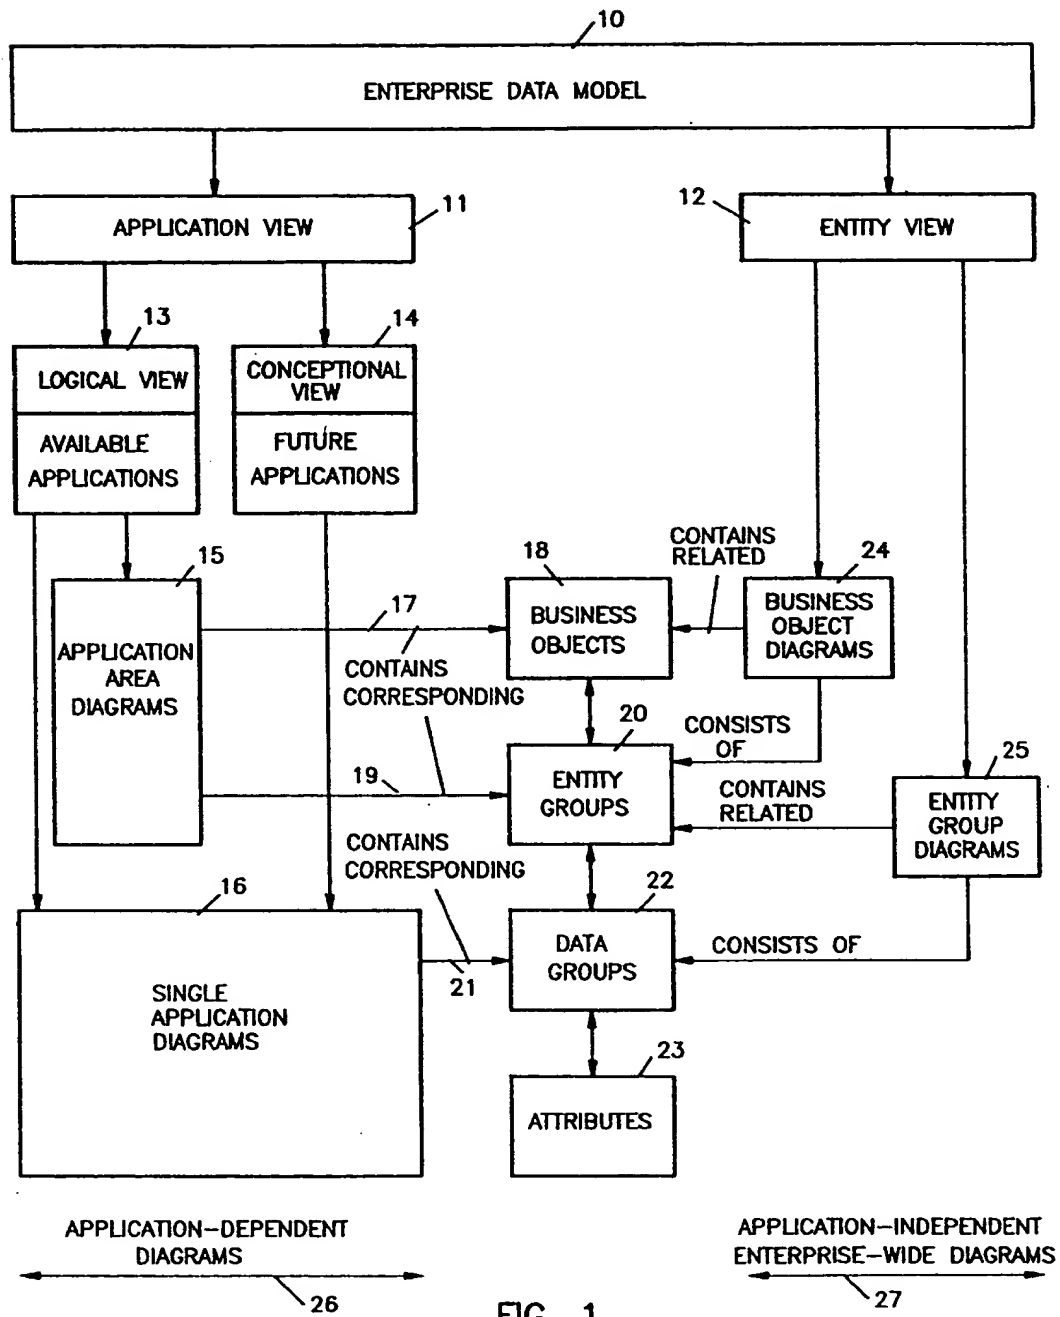 10
ENTERPRISE DATA MODEL
11
APPLICATION VIEW
12
ENTITY VIEW
13
LOGICAL VIEW
AVAILABLE
APPLICATIONS
14
CONCEPTIONAL
VIEW
FUTURE
APPLICATIONS
15
APPLICATION
AREA
DIAGRAMS
17
CONTAINS
CORRESPONDING
19
18
BUSINESS
OBJECTS
CONTAINS
RELATED
24
BUSINESS
OBJECT
DIAGRAMS
20
ENTITY
GROUPS
CONSISTS
OF
CONTAINS
RELATED
25
ENTITY
GROUP
DIAGRAMS
CONTAINS
CORRESPONDING
16
SINGLE
APPLICATION
DIAGRAMS
21
22
DATA
GROUPS
CONSISTS OF
23
ATTRIBUTES
APPLICATION-DEPENDENT
DIAGRAMS
26
APPLICATION-INDEPENDENT
ENTERPRISE-WIDE DIAGRAMS
27
FIG. 1